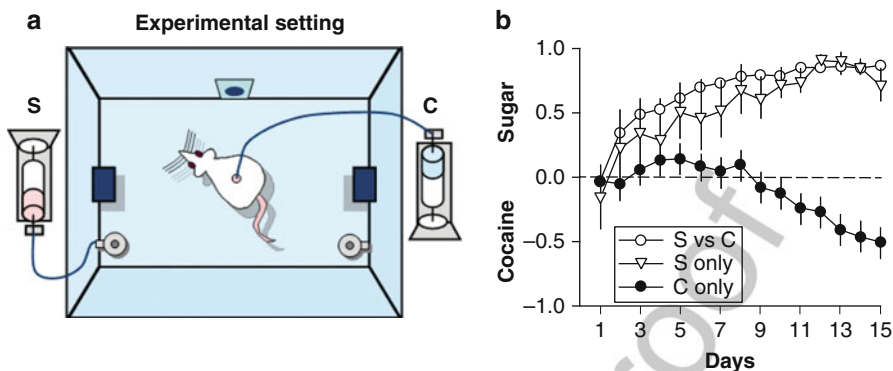 a
Experimental setting
S
C
b
Sugar
Cocaine
1.0
0.5
0.0
−0.5
−1.0
S vs C
S only
C only
1 3 5 7 9 11 13 15
Days
roof